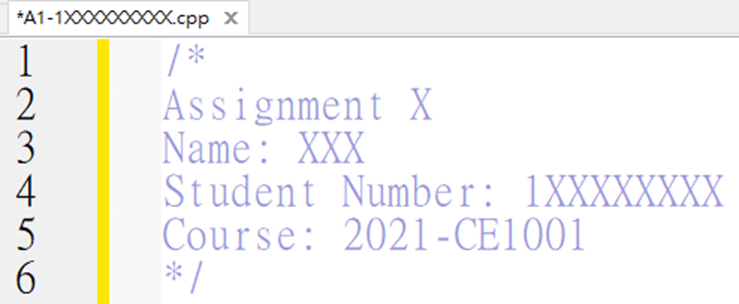 *A1-1XXXXXXXXX.cpp ×
1 /*
2 Assignment X
3 Name: XXX
4 Student Number: 1XXXXXXXX
5 Course: 2021-CE1001
6 */